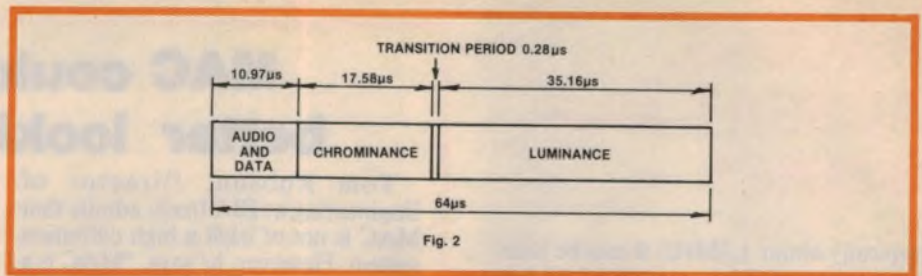 TRANSITION PERIOD 0.28µs
10.97µs
17.58µs
35.16µs
AUDIO
AND
DATA
CHROMINANCE
LUMINANCE
64µs
Fig. 2